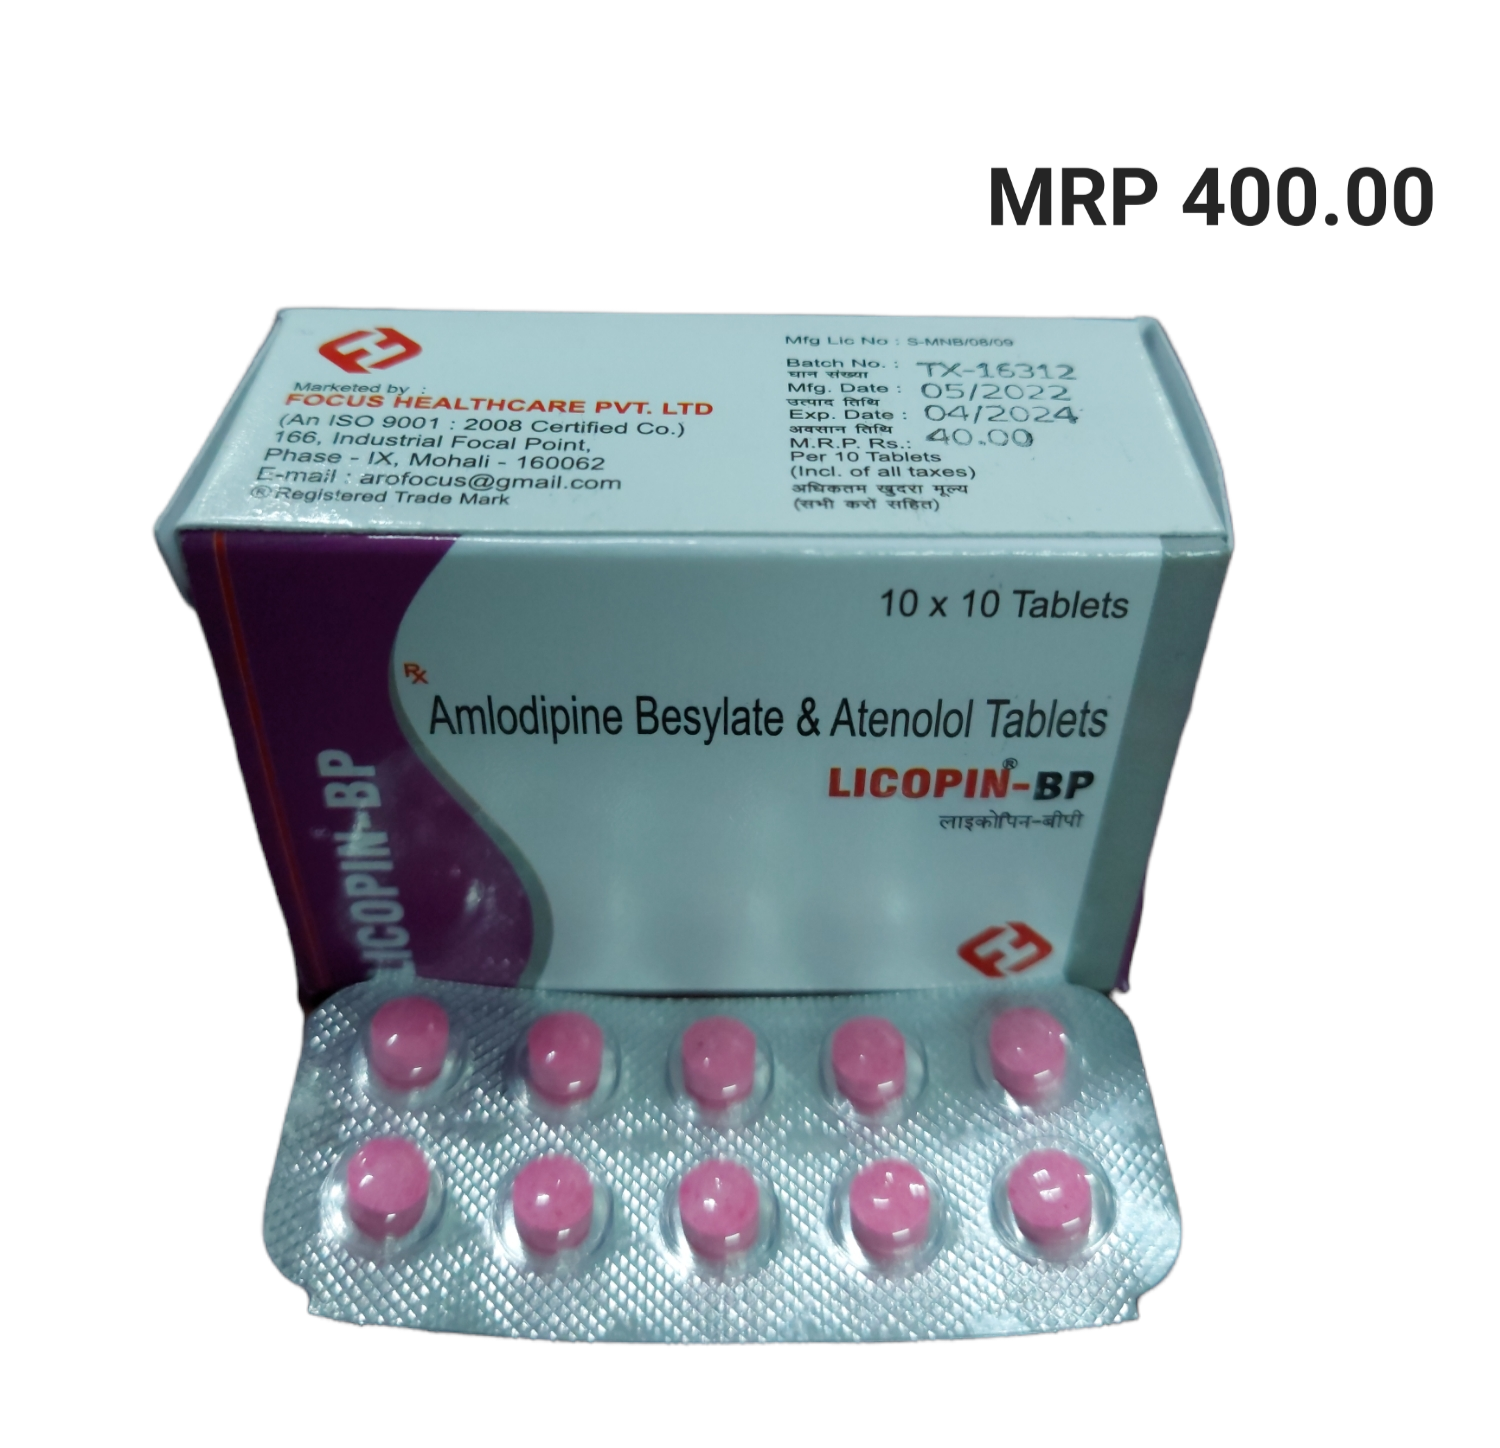 MRP 400.00
Marketed by :
FOCUS HEALTHCARE PVT. LTD
(An ISO 9001 : 2008 Certified Co.)
166, Industrial Focal Point,
Phase - IX, Mohali - 160062
E-mail : arofocus@gmail.com
® Registered Trade Mark
Mfg Lic No : S-MNB/08/09
Batch No. : TX-16312
घान संख्या
Mfg. Date : 05/2022
उत्पाद तिथि
Exp. Date : 04/2024
अवसान तिथि
M.R.P. Rs.: 40.00
Per 10 Tablets
(Incl. of all taxes)
अधिकतम खुदरा मूल्य
(सभी करों सहित)
10 x 10 Tablets
Rx
Amlodipine Besylate & Atenolol Tablets
LICOPIN®-BP
लाइकोपिन-बीपी
LICOPIN-BP